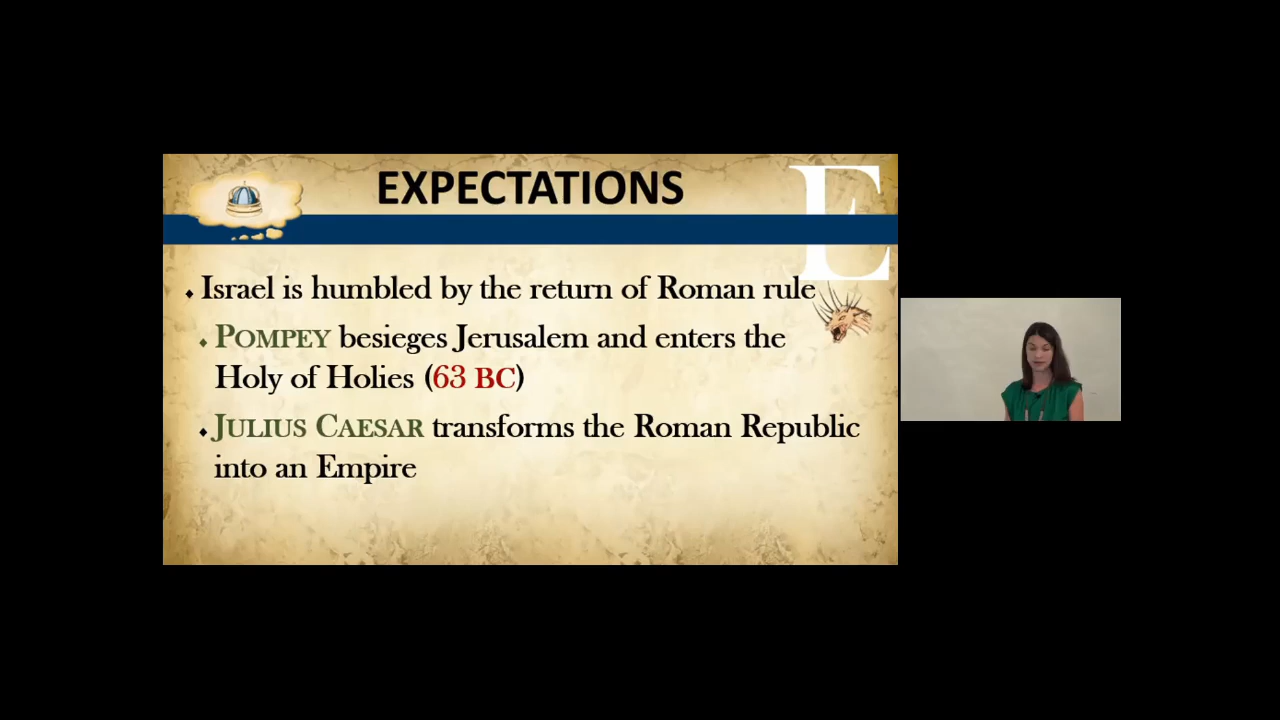 EXPECTATIONS
E
⬥ Israel is humbled by the return of Roman rule
⬥ POMPEY besieges Jerusalem and enters the
Holy of Holies (63 BC)
⬥ JULIUS CAESAR transforms the Roman Republic
into an Empire